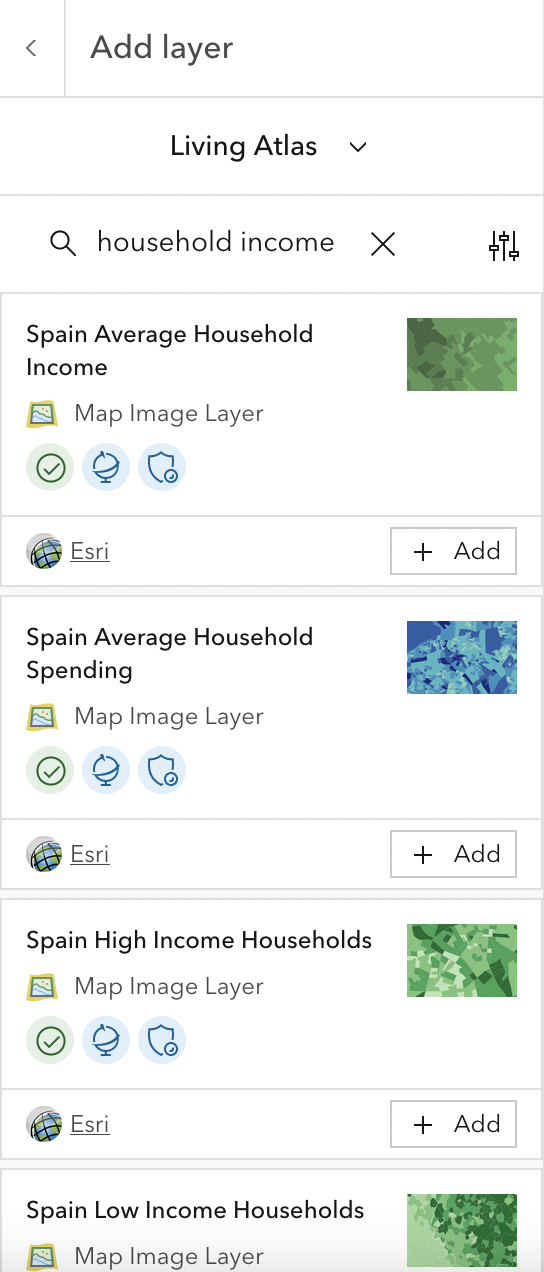 Add layer
Living Atlas
household income
Spain Average Household
Income
Map Image Layer
Esri
Add
Spain Average Household
Spending
Map Image Layer
Esri
Add
Spain High Income Households
Map Image Layer
Esri
Add
Spain Low Income Households
Map Image Layer